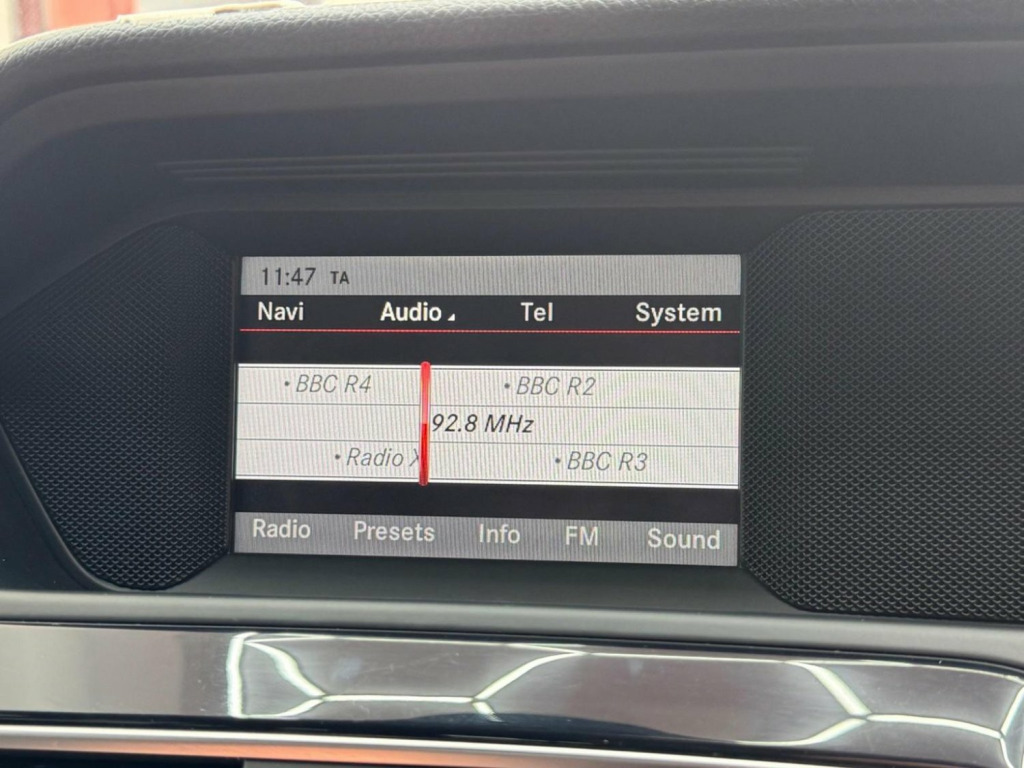 11:47 TA
Navi Audio Tel System
• BBC R4 • BBC R2
92.8 MHz
• Radio X • BBC R3
Radio Presets Info FM Sound